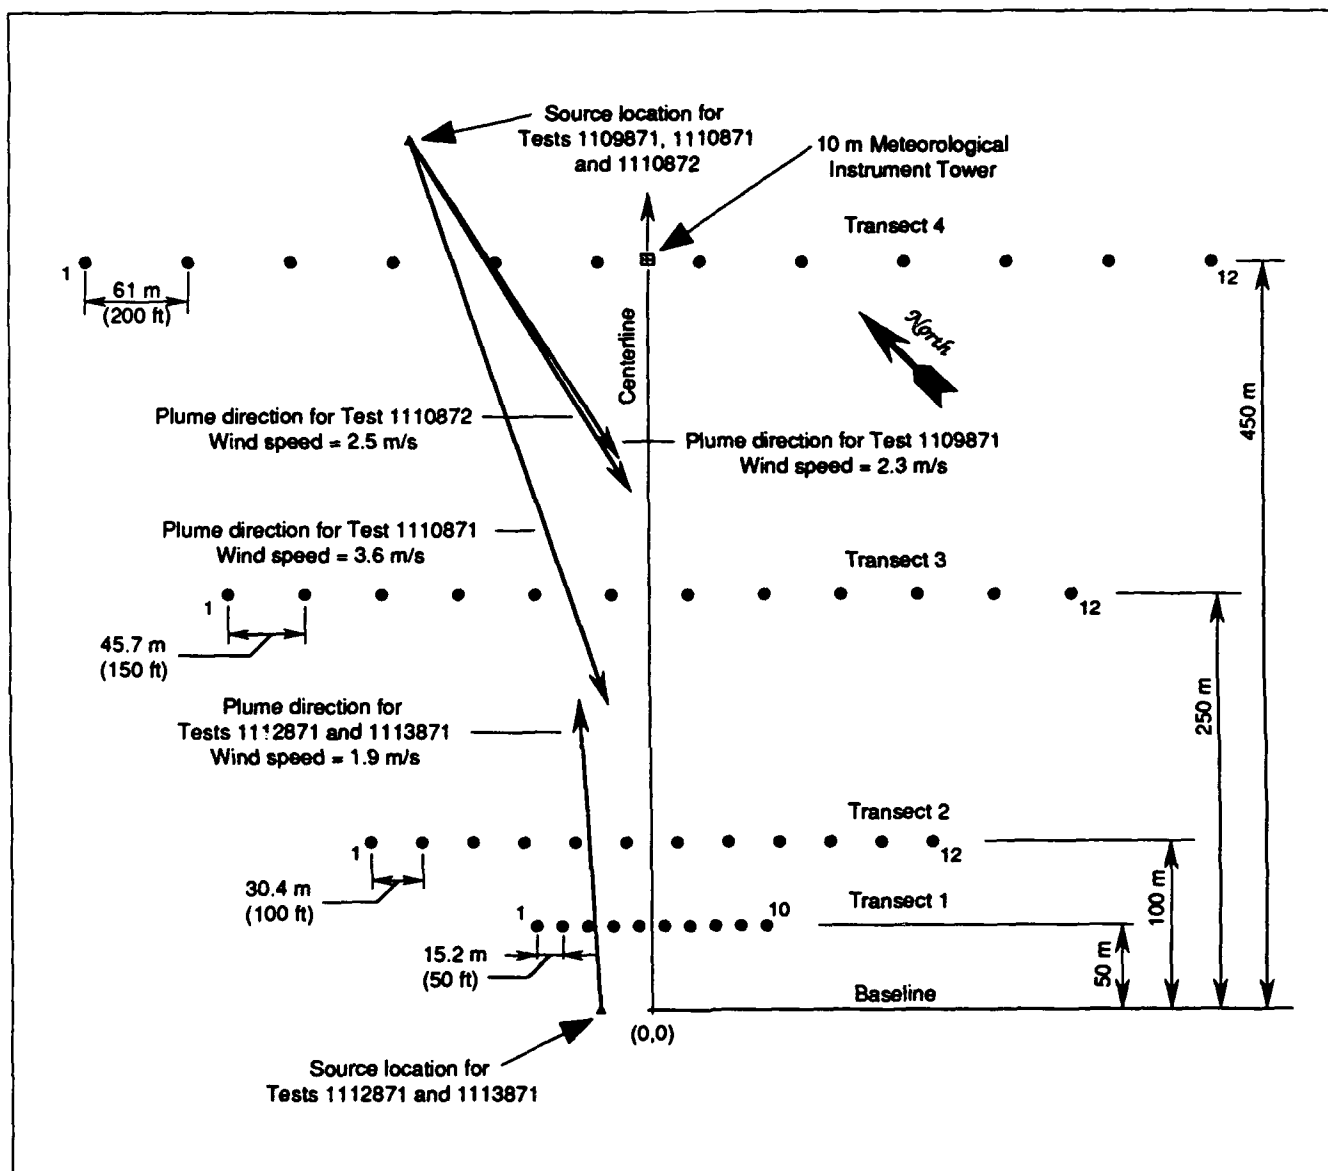 Source location for
Tests 1109871, 1110871
and 1110872
10 m Meteorological
Instrument Tower
Transect 4
1
12
61 m
(200 ft)
North
Centerline
450 m
Plume direction for Test 1110872
Wind speed = 2.5 m/s
Plume direction for Test 1109871
Wind speed = 2.3 m/s
Plume direction for Test 1110871
Wind speed = 3.6 m/s
Transect 3
1
12
45.7 m
(150 ft)
250 m
Plume direction for
Tests 1112871 and 1113871
Wind speed = 1.9 m/s
Transect 2
1
12
30.4 m
(100 ft)
100 m
Transect 1
1
10
15.2 m
(50 ft)
50 m
Baseline
(0,0)
Source location for
Tests 1112871 and 1113871